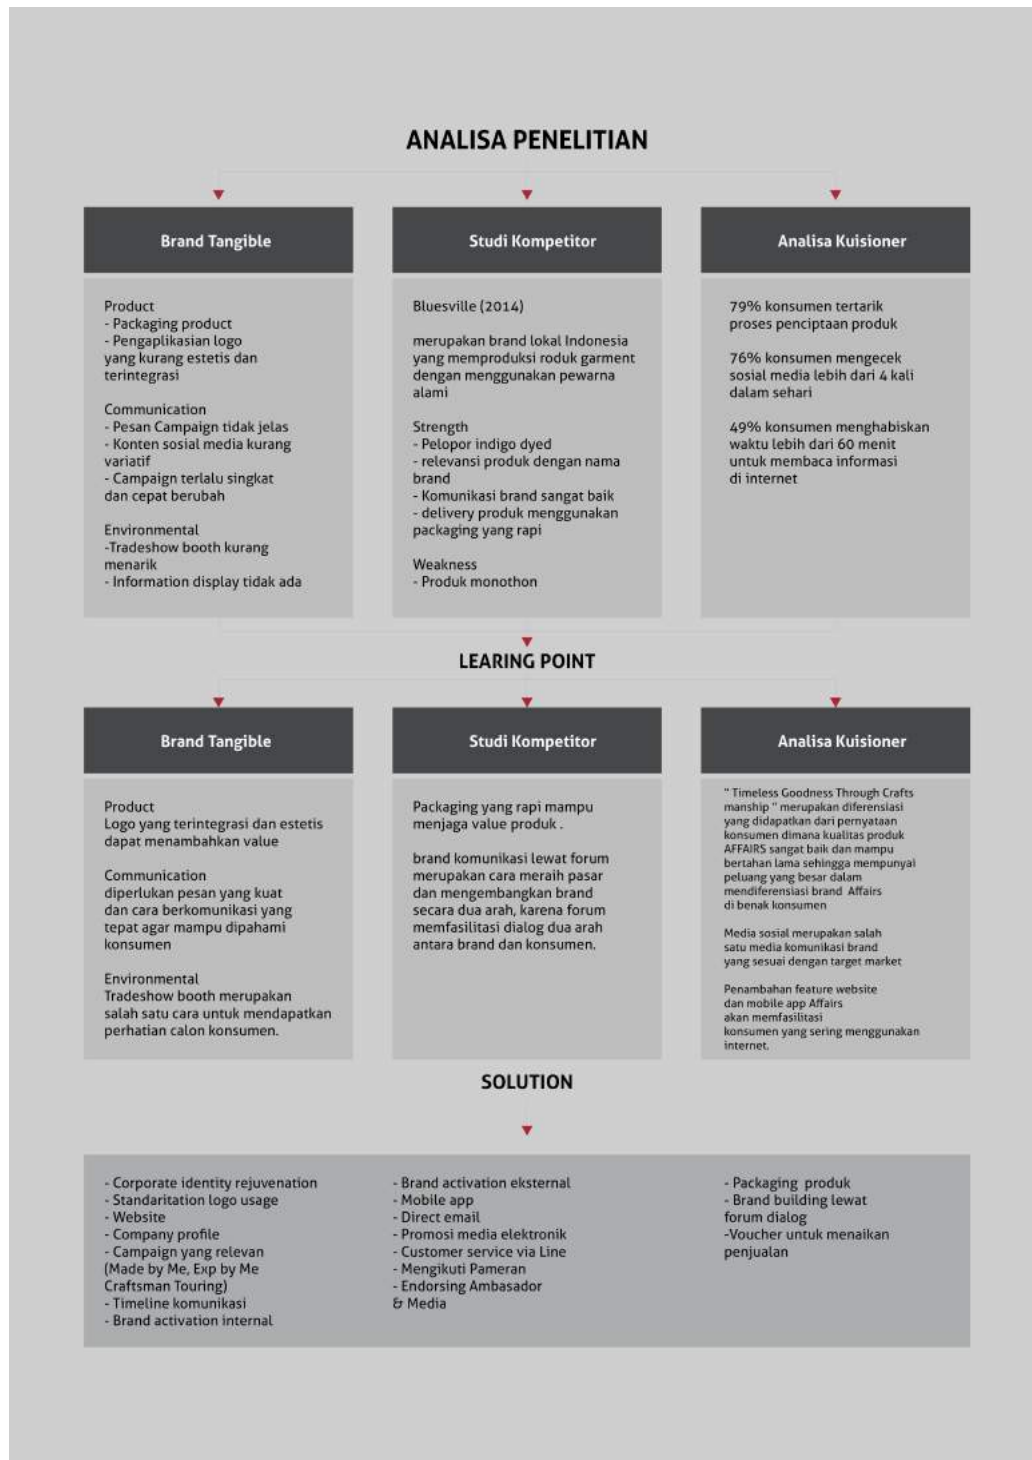 ANALISA PENELITIAN
Brand Tangible
Product
- Packaging product
- Pengaplikasian logo
yang kurang estetis dan
terintegrasi
Communication
- Pesan Campaign tidak jelas
- Konten sosial media kurang
variatif
- Campaign terlalu singkat
dan cepat berubah
Environmental
-Tradeshow booth kurang
menarik
- Information display tidak ada
Studi Kompetitor
Bluesville (2014)
merupakan brand lokal Indonesia
yang memproduksi roduk garment
dengan menggunakan pewarna
alami
Strength
- Pelopor indigo dyed
- relevansi produk dengan nama
brand
- Komunikasi brand sangat baik
- delivery produk menggunakan
packaging yang rapi
Weakness
- Produk monothon
Analisa Kuisioner
79% konsumen tertarik
proses penciptaan produk
76% konsumen mengecek
sosial media lebih dari 4 kali
dalam sehari
49% konsumen menghabiskan
waktu lebih dari 60 menit
untuk membaca informasi
di internet
LEARING POINT
Brand Tangible
Product
Logo yang terintegrasi dan estetis
dapat menambahkan value
Communication
diperlukan pesan yang kuat
dan cara berkomunikasi yang
tepat agar mampu dipahami
konsumen
Environmental
Tradeshow booth merupakan
salah satu cara untuk mendapatkan
perhatian calon konsumen.
Studi Kompetitor
Packaging yang rapi mampu
menjaga value produk .
brand komunikasi lewat forum
merupakan cara meraih pasar
dan mengembangkan brand
secara dua arah, karena forum
memfasilitasi dialog dua arah
antara brand dan konsumen.
Analisa Kuisioner
" Timeless Goodness Through Crafts
manship " merupakan diferensiasi
yang didapatkan dari pernyataan
konsumen dimana kualitas produk
AFFAIRS sangat baik dan mampu
bertahan lama sehingga mempunyai
peluang yang besar dalam
mendiferensiasi brand Affairs
di benak konsumen
Media sosial merupakan salah
satu media komunikasi brand
yang sesuai dengan target market
Penambahan feature website
dan mobile app Affairs
akan memfasilitasi
konsumen yang sering menggunakan
internet.
SOLUTION
- Corporate identity rejuvenation
- Standaritation logo usage
- Website
- Company profile
- Campaign yang relevan
(Made by Me, Exp by Me
Craftsman Touring)
- Timeline komunikasi
- Brand activation internal
- Brand activation eksternal
- Mobile app
- Direct email
- Promosi media elektronik
- Customer service via Line
- Mengikuti Pameran
- Endorsing Ambasador
& Media
- Packaging produk
- Brand building lewat
forum dialog
-Voucher untuk menaikan
penjualan